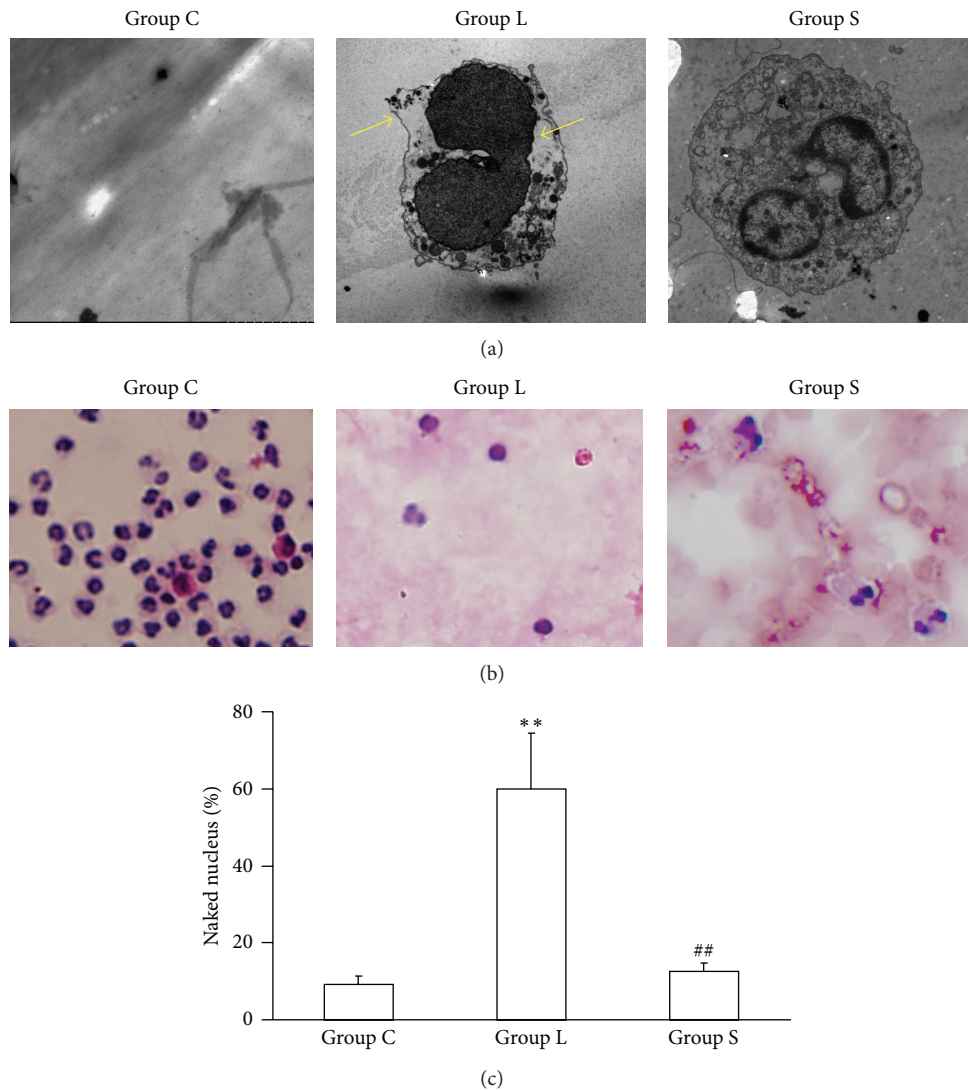 Group C Group L Group S
(a)
Group C Group L Group S
(b)
80
60
40
20
0
Naked nucleus (%)
**
##
Group C Group L Group S
(c)